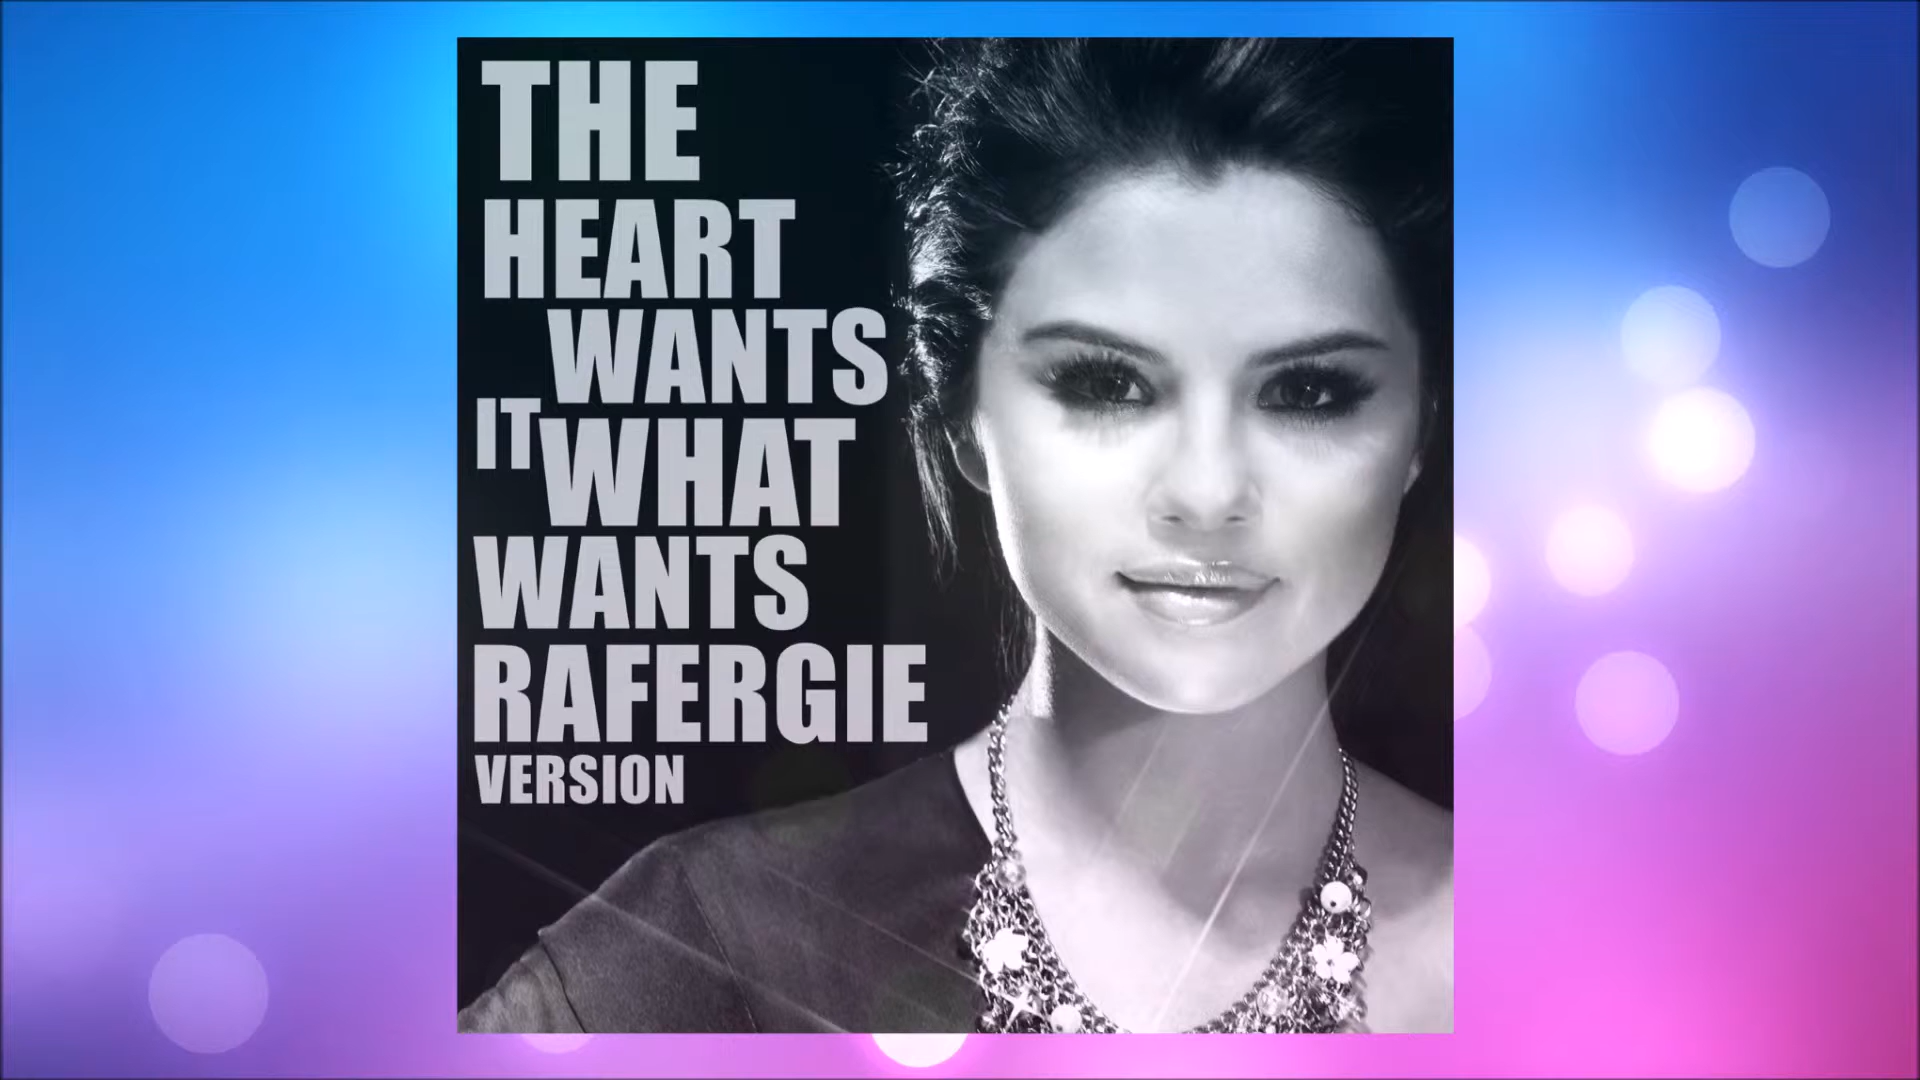 THE
HEART
WANTS
IT WHAT
WANTS
RAFERGIE
VERSION